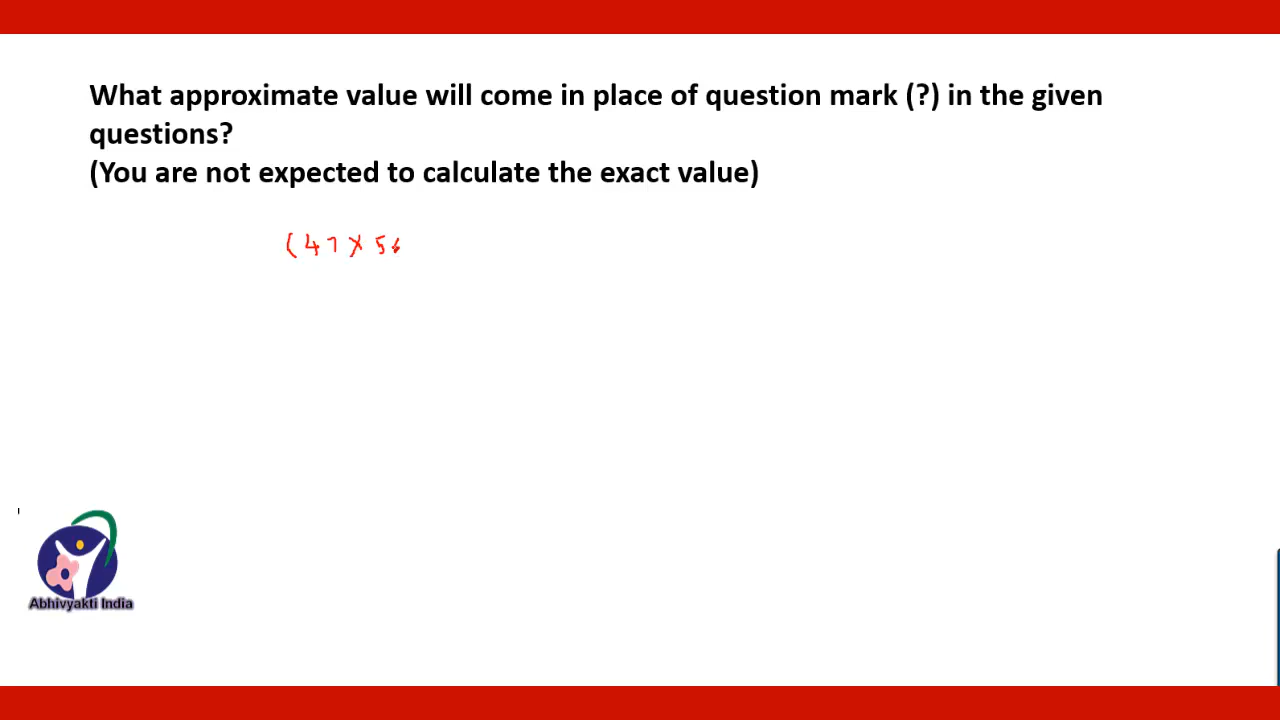 What approximate value will come in place of question mark (?) in the given
questions?
(You are not expected to calculate the exact value)
(47 × 56
Abhivyakti India